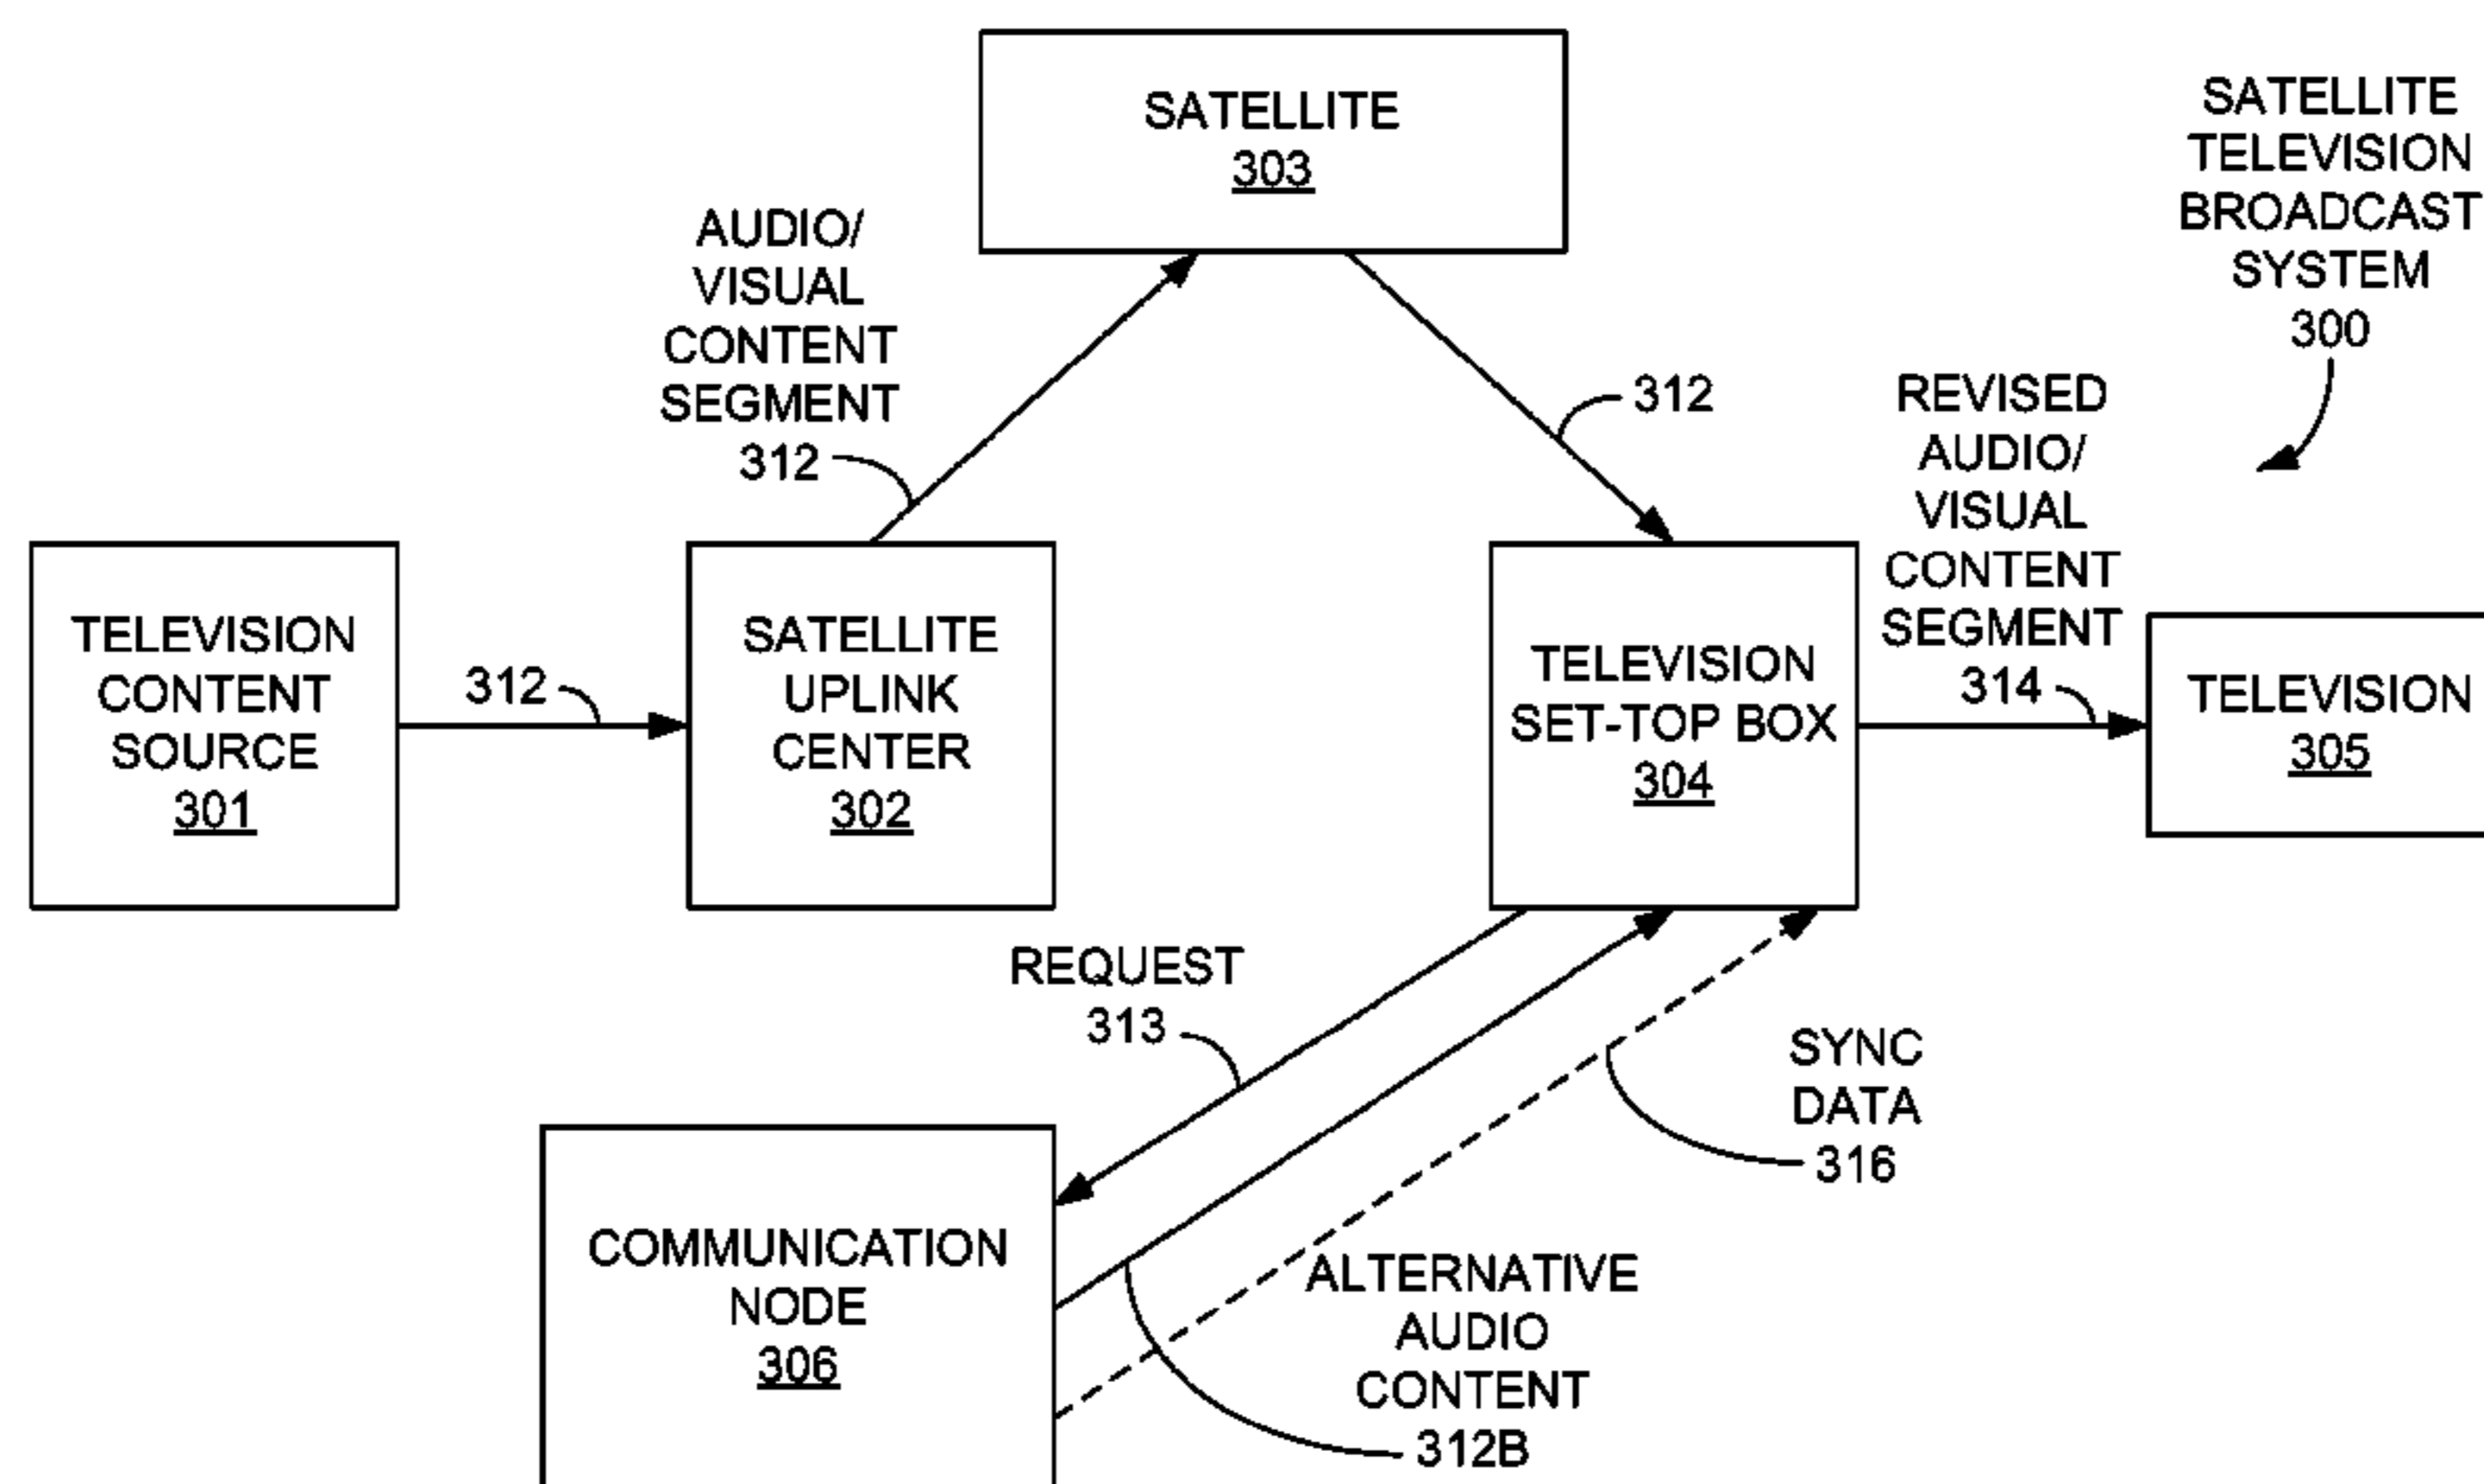 SATELLITE
303
SATELLITE
TELEVISION
BROADCAST
SYSTEM
300
AUDIO/
VISUAL
CONTENT
SEGMENT
312
312
REVISED
AUDIO/
VISUAL
CONTENT
SEGMENT
314
TELEVISION
CONTENT
SOURCE
301
312
SATELLITE
UPLINK
CENTER
302
TELEVISION
SET-TOP BOX
304
TELEVISION
305
REQUEST
313
SYNC
DATA
316
COMMUNICATION
NODE
306
ALTERNATIVE
AUDIO
CONTENT
312B